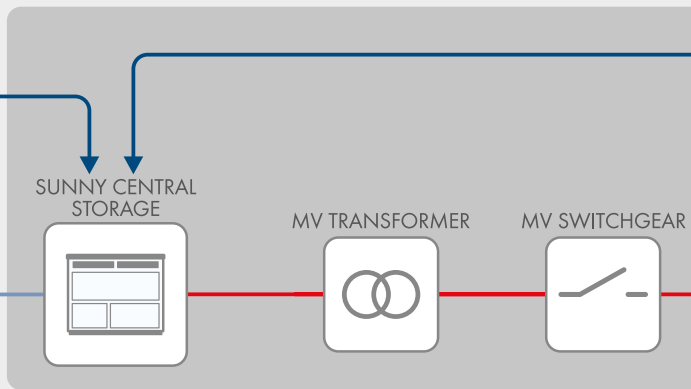 SUNNY CENTRAL
STORAGE
MV TRANSFORMER
MV SWITCHGEAR